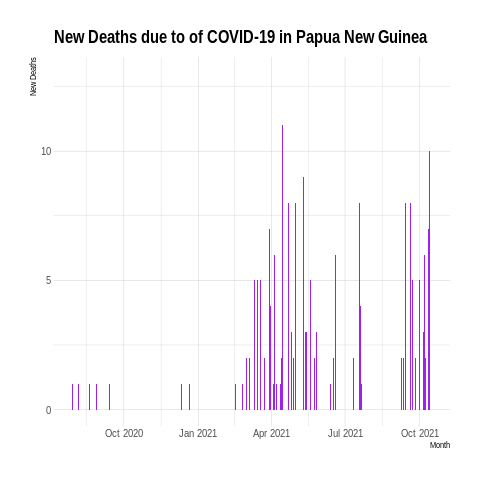 New Deaths due to of COVID-19 in Papua New Guinea
New Deaths
10
5
0
Oct 2020 Jan 2021 Apr 2021 Jul 2021 Oct 2021
Month